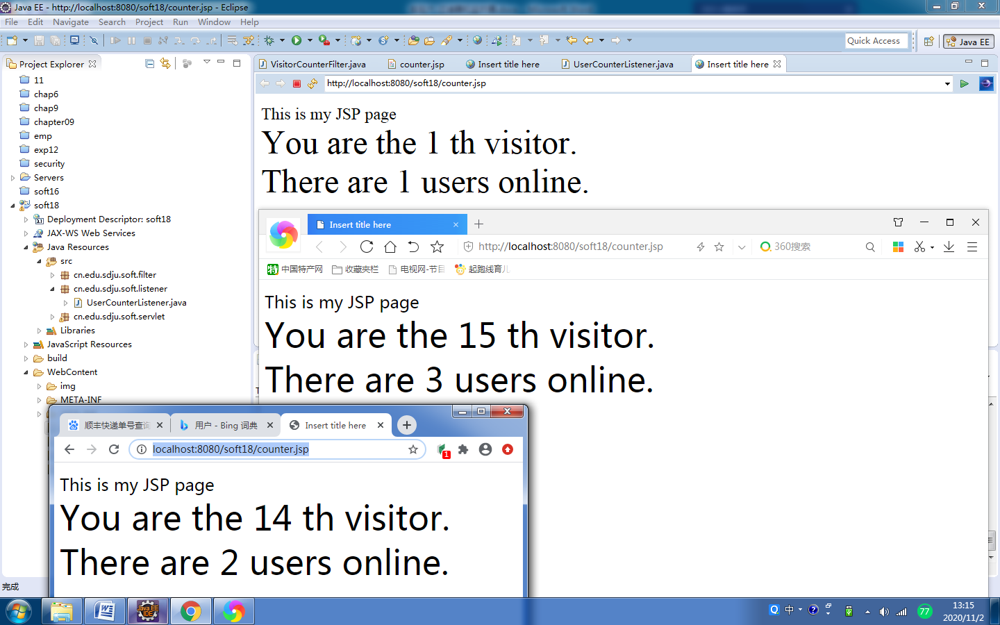 Java EE - http://localhost:8080/soft18/counter.jsp - Eclipse
File Edit Navigate Search Project Run Window Help
Quick Access
Java EE
Project Explorer
VisitorCounterFilter.java counter.jsp Insert title here UserCounterListener.java Insert title here
http://localhost:8080/soft18/counter.jsp
11
chap6
chap9
chapter09
emp
exp12
security
Servers
soft16
soft18
Deployment Descriptor: soft18
JAX-WS Web Services
Java Resources
src
cn.edu.sdju.soft.filter
cn.edu.sdju.soft.listener
UserCounterListener.java
cn.edu.sdju.soft.servlet
Libraries
JavaScript Resources
build
WebContent
img
META-INF
This is my JSP page
You are the 1 th visitor.
There are 1 users online.
Insert title here
http://localhost:8080/soft18/counter.jsp
360搜索
中国特产网 收藏夹栏 电视网-节目 起跑线育儿
This is my JSP page
You are the 15 th visitor.
There are 3 users online.
顺丰快递单号查询 用户 - Bing 词典 Insert title here
localhost:8080/soft18/counter.jsp
1
This is my JSP page
You are the 14 th visitor.
There are 2 users online.
完成
Java EE
IDE
中
77
13:15
2020/11/2